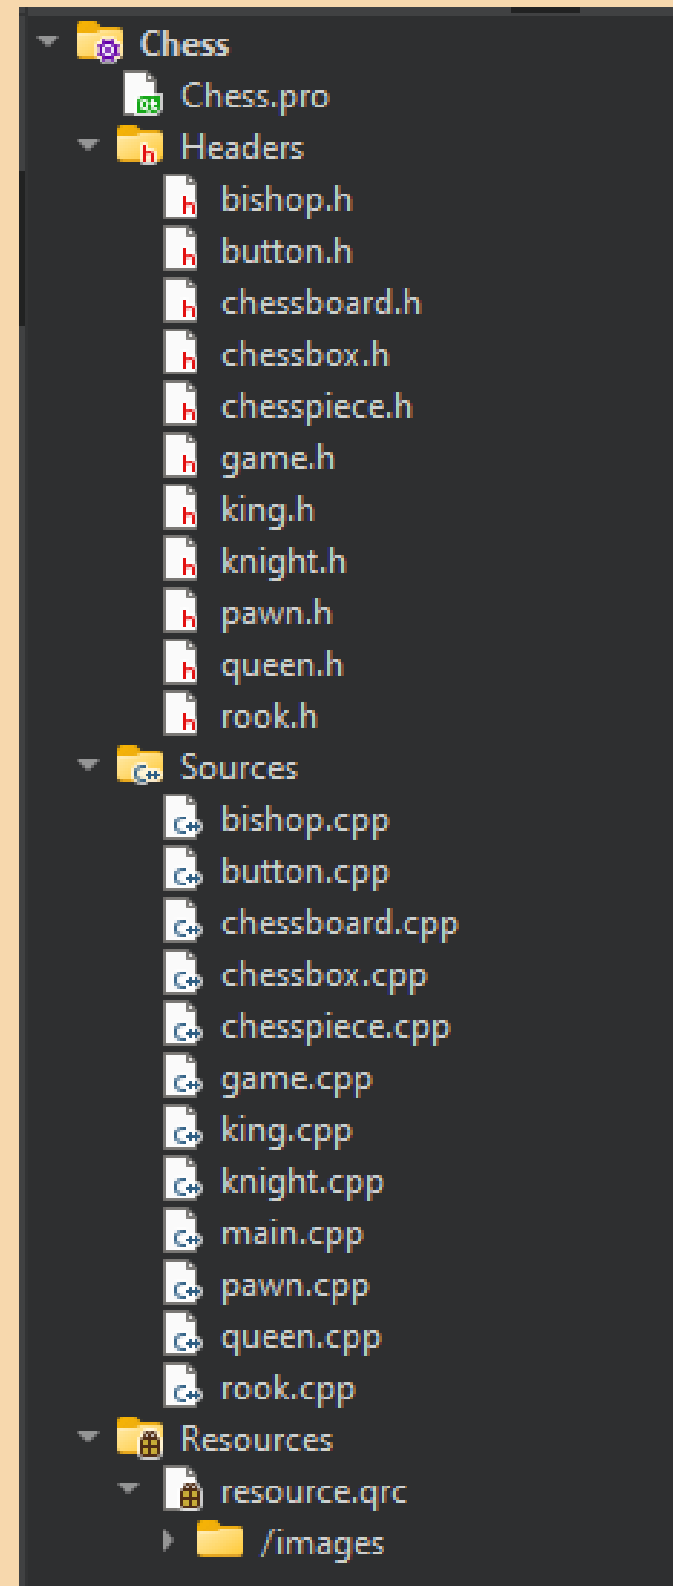 Chess
Chess.pro
Headers
bishop.h
button.h
chessboard.h
chessbox.h
chesspiece.h
game.h
king.h
knight.h
pawn.h
queen.h
rook.h
Sources
bishop.cpp
button.cpp
chessboard.cpp
chessbox.cpp
chesspiece.cpp
game.cpp
king.cpp
knight.cpp
main.cpp
pawn.cpp
queen.cpp
rook.cpp
Resources
resource.qrc
/images